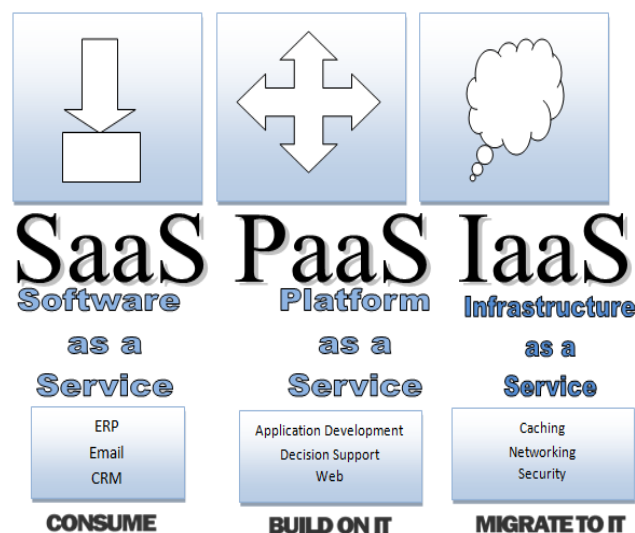 SaaS
Software
as a
Service
ERP
Email
CRM
CONSUME
PaaS
Platform
as a
Service
Application Development
Decision Support
Web
BUILD ON IT
IaaS
Infrastructure
as a
Service
Caching
Networking
Security
MIGRATE TO IT